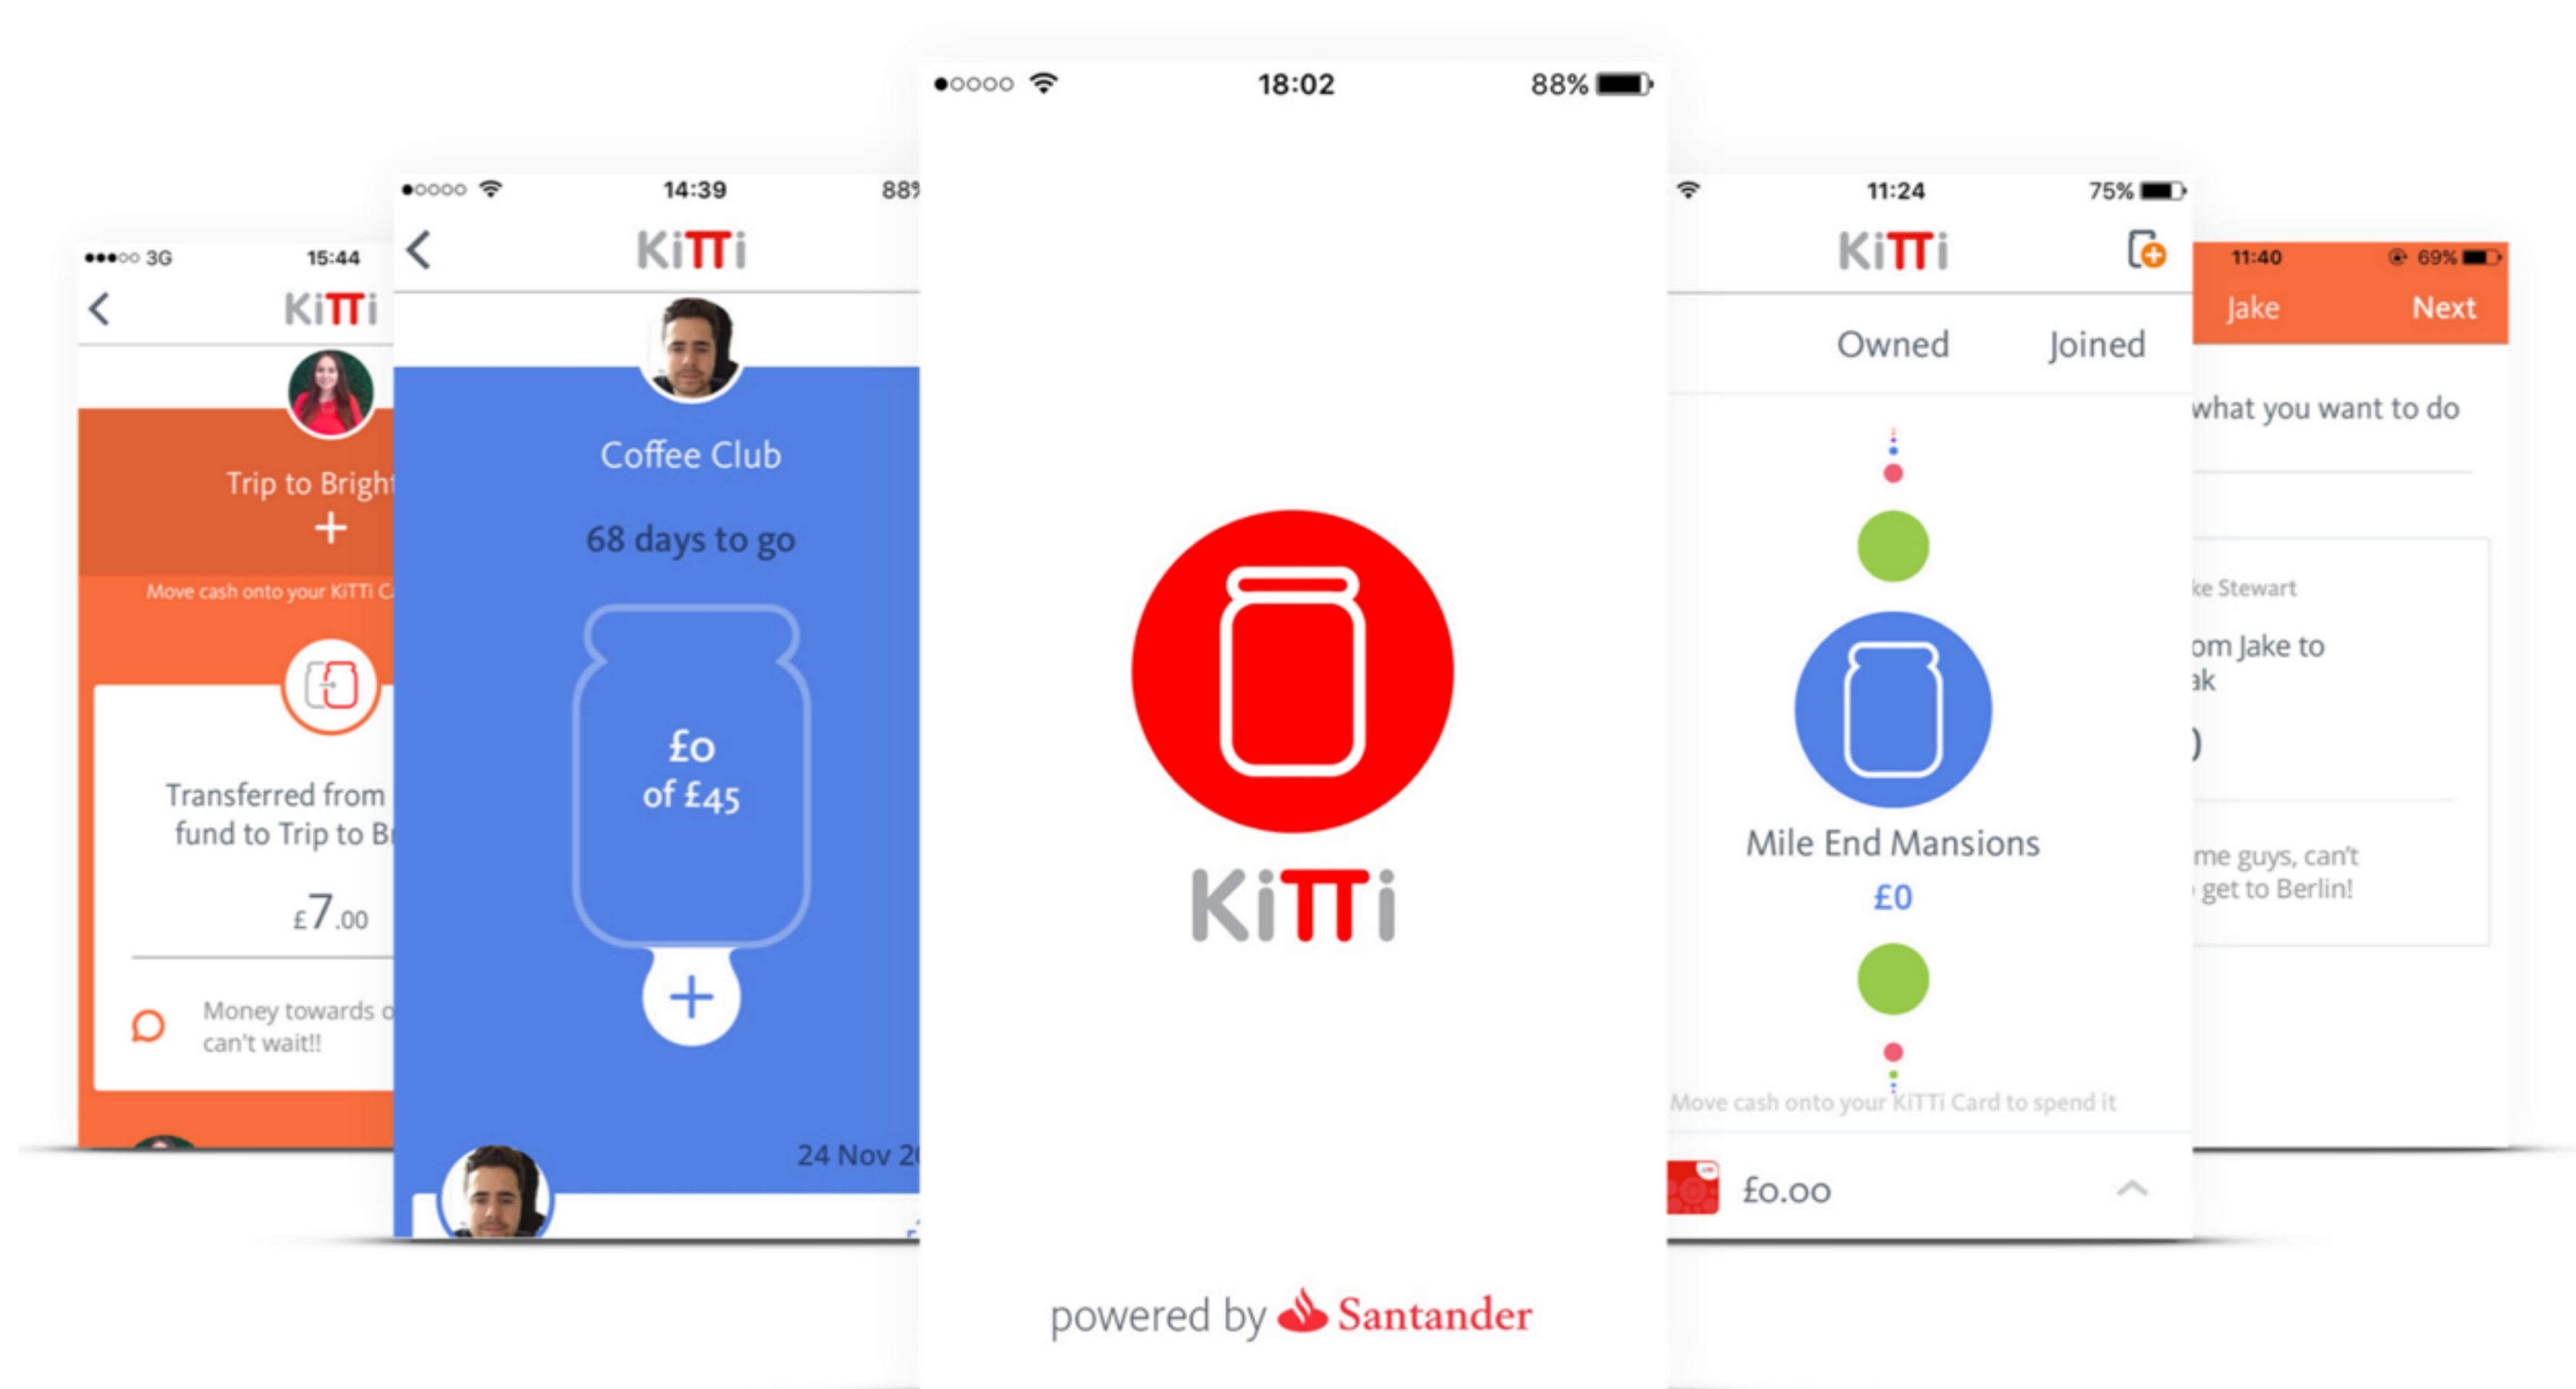 3G
15:44
KiTTi
Trip to
Move cash onto your KiTTi
Transferred from
fund to Trip to
£7.00
Money towards
can't wait!!
14:39
KiTTi
Coffee Club
68 days to go
£0
of £45
24 Nov
18:02
88%
KiTTi
powered by Santander
11:24
75%
KiTTi
Owned
Joined
Mile End Mansions
£0
Move cash onto your KiTTi Card to spend it
£0.00
11:40
69%
Jake
Next
what you want to do
Stewart
Jake to
guys, can't
get to Berlin!